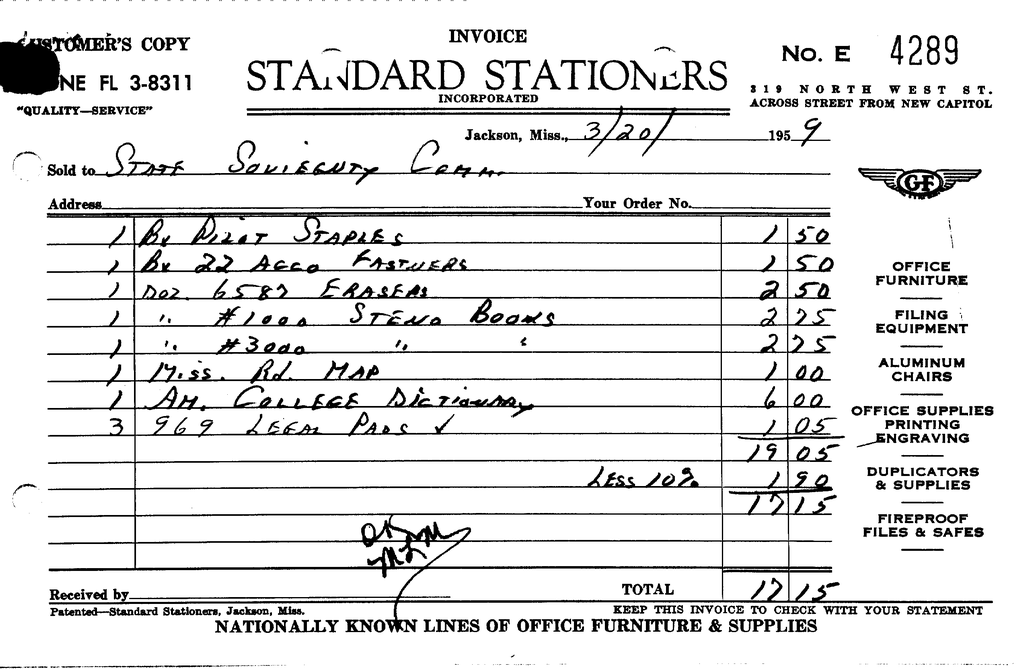 CUSTOMER'S COPY
INVOICE
No. E 4289
FL 3-8311
STANDARD STATIONERS
INCORPORATED
"QUALITY—SERVICE"
319 NORTH WEST ST.
ACROSS STREET FROM NEW CAPITOL
Jackson, Miss., 3/20/ 1959
Sold to STATE SOVIEGNTY COMM.
Address Your Order No.
GF
1 Bx PILOT STAPLES 1 50
1 Bx 22 ACCO FASTNERS 1 50
1 DOZ. 6587 ERASERS 2 50
1 " #1000 STENO BOOKS 2 75
1 " #3000 " " 2 75
1 MISS. Rd. MAP 1 00
1 AM. COLLEGE DICTIONARY 6 00
3 969 LEGAL PADS ✓ 1 05
19 05
LESS 10% 1 90
17 15
OK
MLM
OFFICE
FURNITURE
FILING
EQUIPMENT
ALUMINUM
CHAIRS
OFFICE SUPPLIES
PRINTING
ENGRAVING
DUPLICATORS
& SUPPLIES
FIREPROOF
FILES & SAFES
Received by TOTAL 17 15
Patented—Standard Stationers, Jackson, Miss.
KEEP THIS INVOICE TO CHECK WITH YOUR STATEMENT
NATIONALLY KNOWN LINES OF OFFICE FURNITURE & SUPPLIES